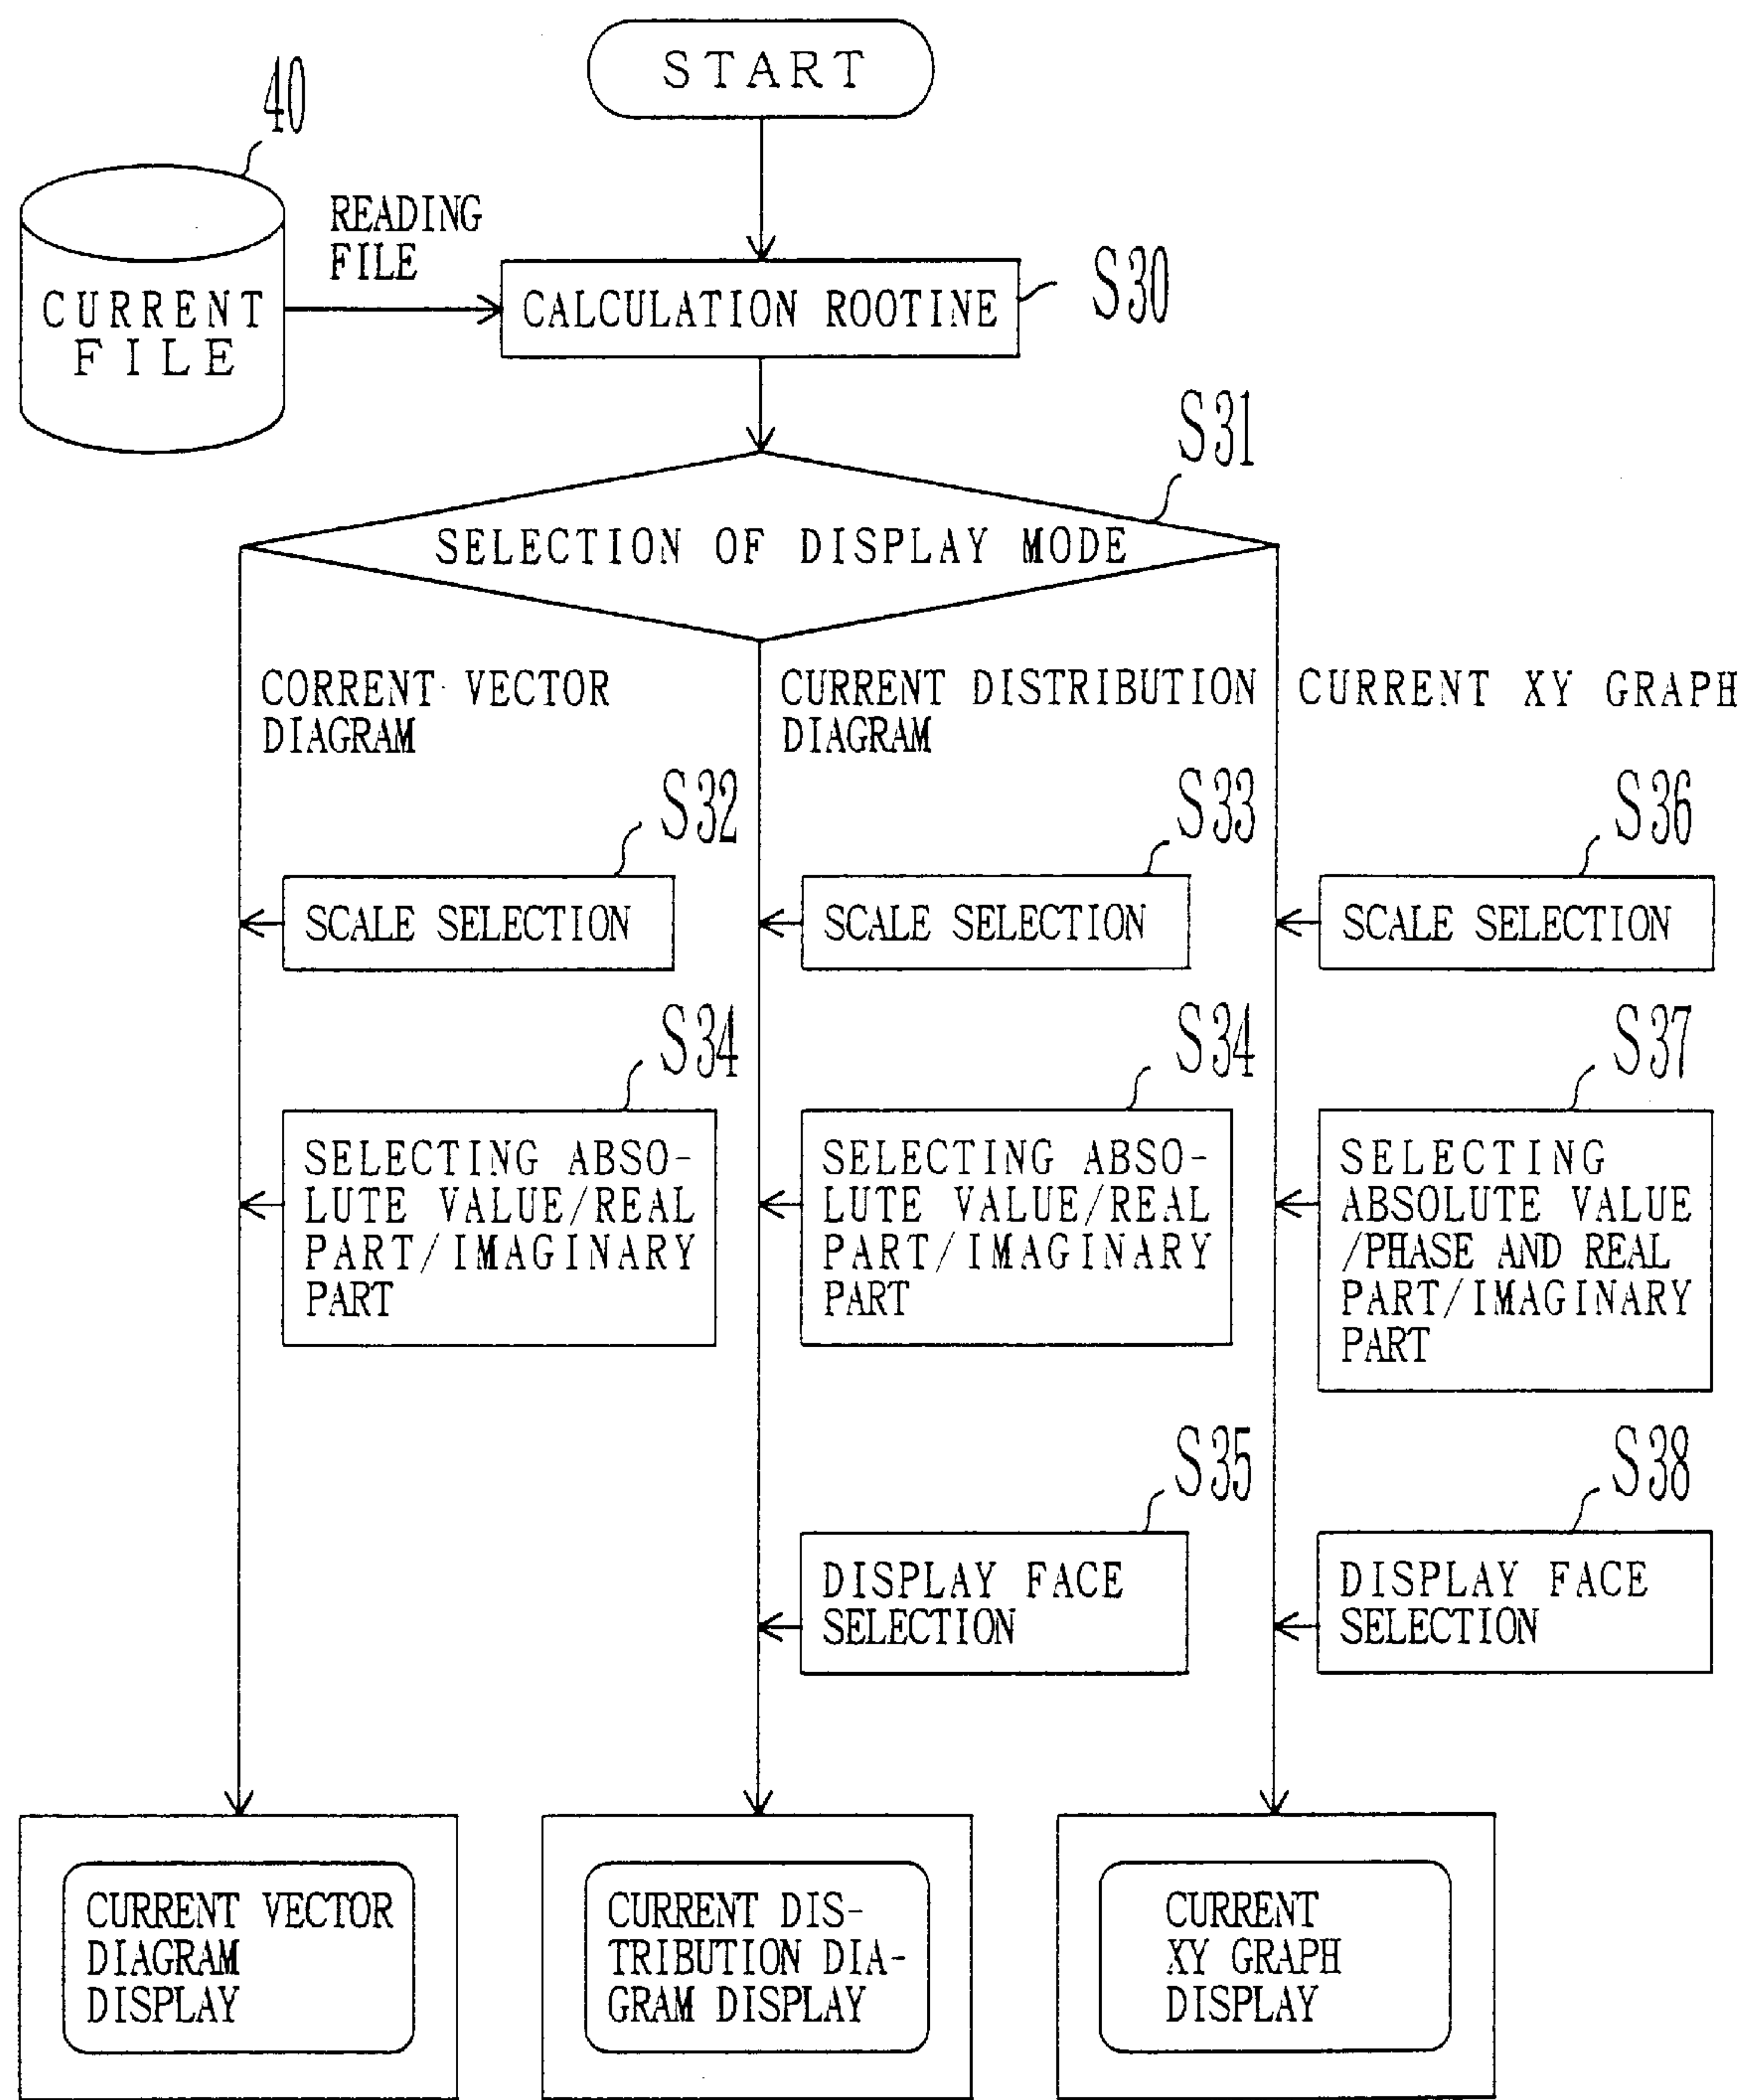 START
40
READING
FILE
CURRENT
FILE
CALCULATION ROOTINE
S30
S31
SELECTION OF DISPLAY MODE
CORRENT VECTOR
DIAGRAM
CURRENT DISTRIBUTION
DIAGRAM
CURRENT XY GRAPH
S32
S33
S36
SCALE SELECTION
SCALE SELECTION
SCALE SELECTION
S34
S34
S37
SELECTING ABSO-
LUTE VALUE/REAL
PART/IMAGINARY
PART
SELECTING ABSO-
LUTE VALUE/REAL
PART/IMAGINARY
PART
SELECTING
ABSOLUTE VALUE
/PHASE AND REAL
PART/IMAGINARY
PART
S35
S38
DISPLAY FACE
SELECTION
DISPLAY FACE
SELECTION
CURRENT VECTOR
DIAGRAM
DISPLAY
CURRENT DIS-
TRIBUTION DIA-
GRAM DISPLAY
CURRENT
XY GRAPH
DISPLAY